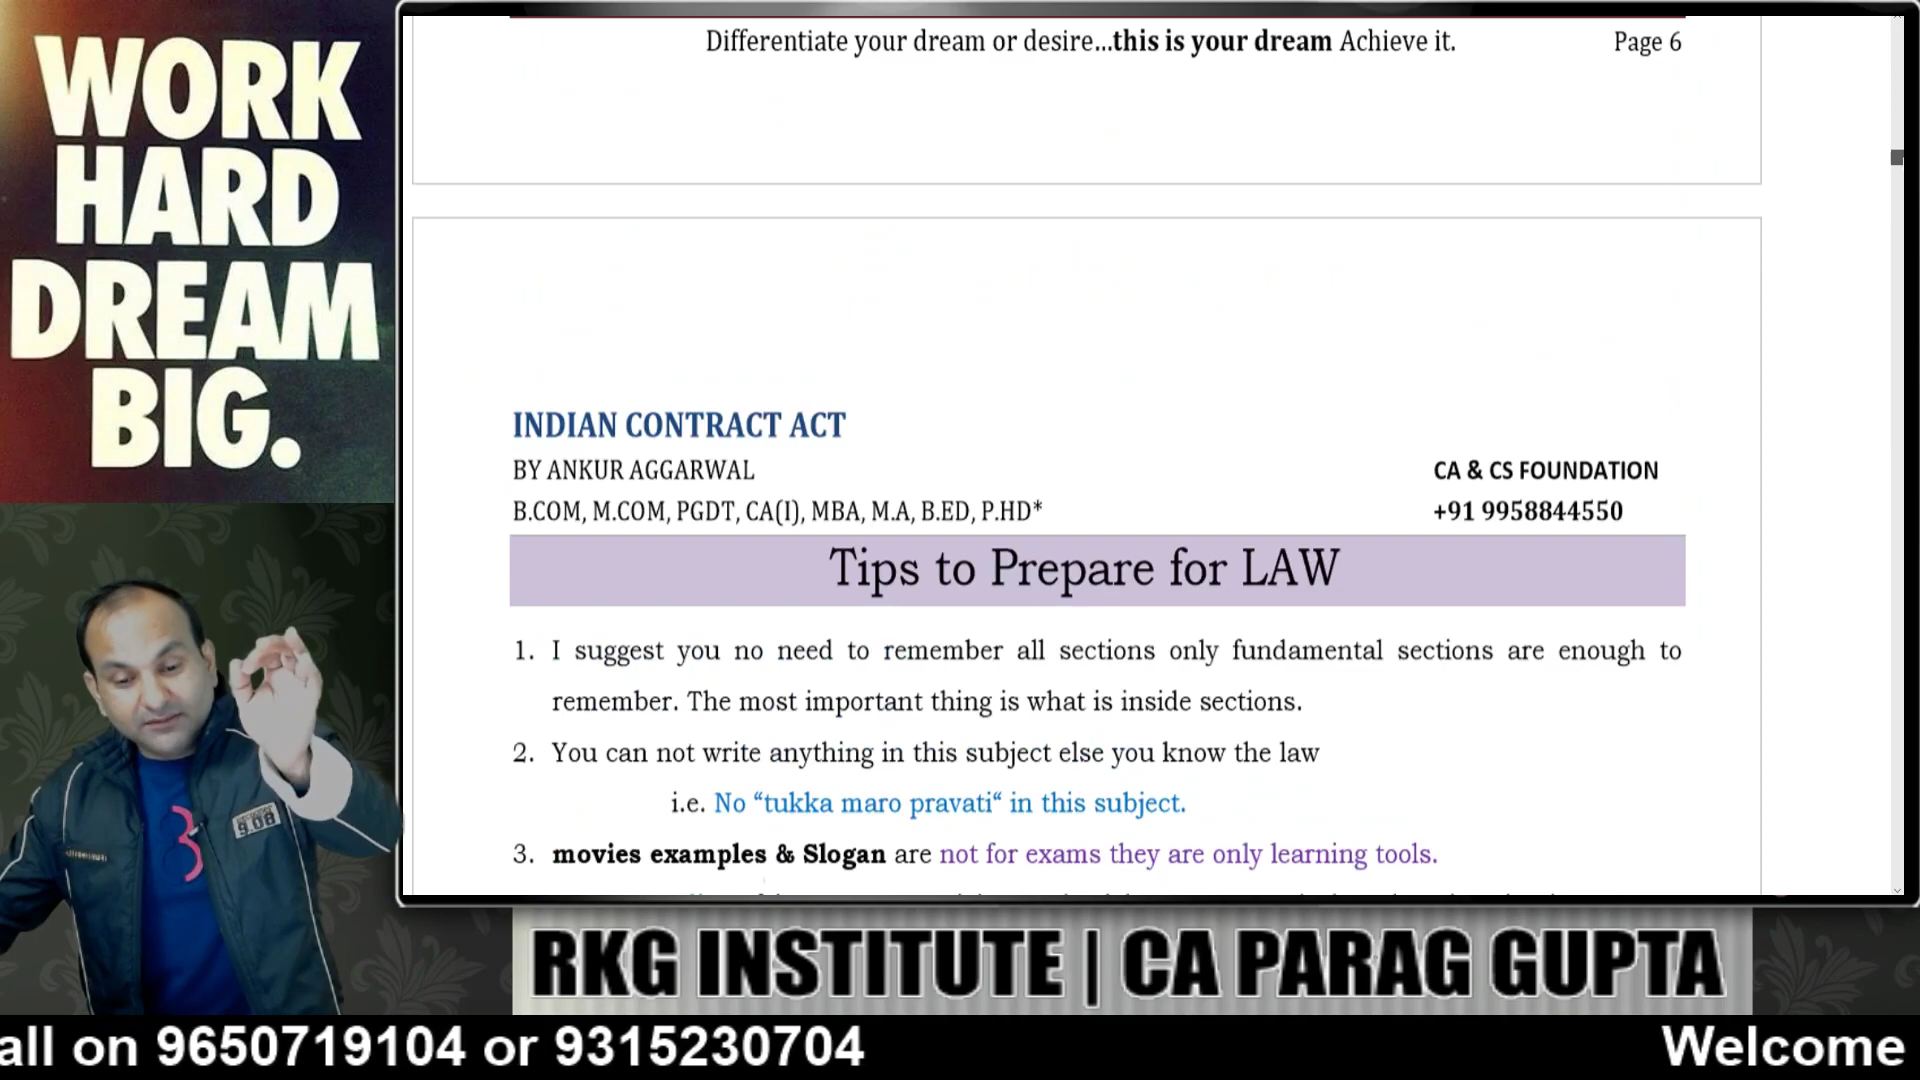 WORK
HARD
DREAM
BIG.
Differentiate your dream or desire...this is your dream Achieve it.
Page 6
INDIAN CONTRACT ACT
BY ANKUR AGGARWAL
CA & CS FOUNDATION
B.COM, M.COM, PGDT, CA(I), MBA, M.A, B.ED, P.HD*
+91 9958844550
Tips to Prepare for LAW
1. I suggest you no need to remember all sections only fundamental sections are enough to
remember. The most important thing is what is inside sections.
2. You can not write anything in this subject else you know the law
i.e. No “tukka maro pravati“ in this subject.
3. movies examples & Slogan are not for exams they are only learning tools.
9.08
RKG INSTITUTE | CA PARAG GUPTA
all on 9650719104 or 9315230704
Welcome